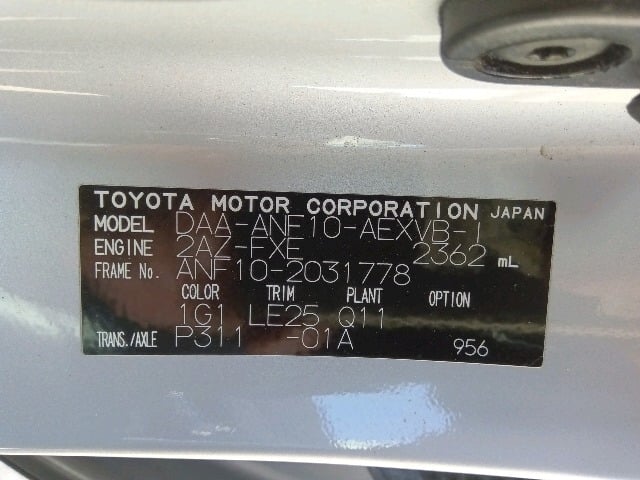 TOYOTA MOTOR CORPORATION JAPAN
MODEL DAA-ANF10-AEXVB-I
ENGINE 2AZ-FXE 2362 mL
FRAME No. ANF10-2031778
COLOR TRIM PLANT OPTION
1G1 LE25 Q11
TRANS./AXLE P311 -01A 956